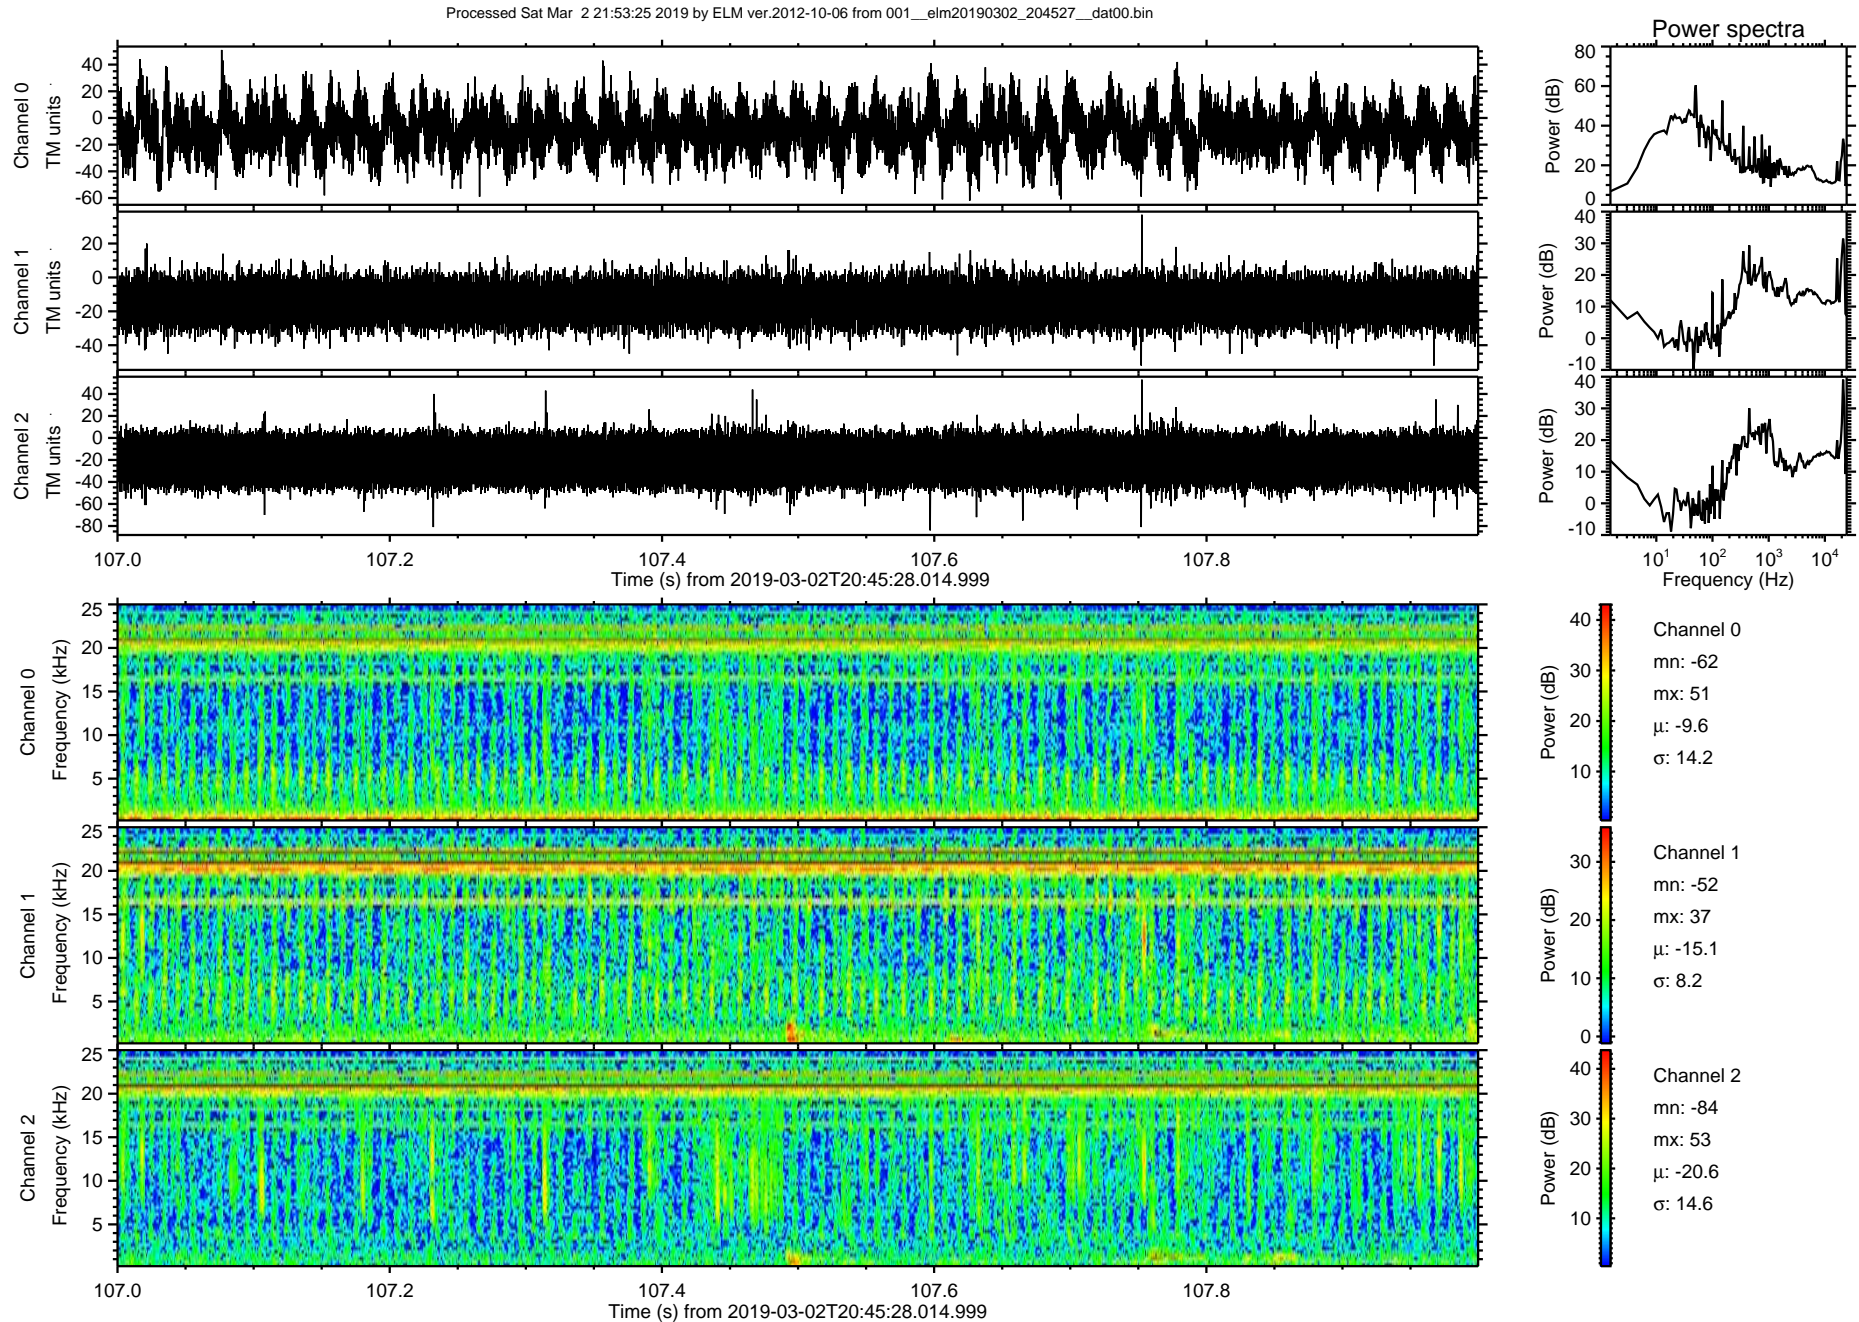 Processed Sat Mar  2 21:53:25 2019 by ELM ver.2012-10-06 from 001__elm20190302_204527__dat00.bin
Power spectra
Channel 0
TM units
40
20
0
-20
-40
-60
Power (dB)
80
60
40
20
0
Channel 1
TM units
20
0
-20
-40
Power (dB)
40
30
20
10
0
-10
Channel 2
TM units
40
20
0
-20
-40
-60
-80
Power (dB)
40
30
20
10
0
-10
107.0 107.2 107.4 107.6 107.8
Time (s) from 2019-03-02T20:45:28.014.999
10¹ 10² 10³ 10⁴
Frequency (Hz)
Channel 0
Frequency (kHz)
25
20
15
10
5
Power (dB)
40
30
20
10
Channel 0
mn: -62
mx: 51
μ: -9.6
σ: 14.2
Channel 1
Frequency (kHz)
25
20
15
10
5
Power (dB)
30
20
10
0
Channel 1
mn: -52
mx: 37
μ: -15.1
σ: 8.2
Channel 2
Frequency (kHz)
25
20
15
10
5
Power (dB)
40
30
20
10
Channel 2
mn: -84
mx: 53
μ: -20.6
σ: 14.6
107.0 107.2 107.4 107.6 107.8
Time (s) from 2019-03-02T20:45:28.014.999